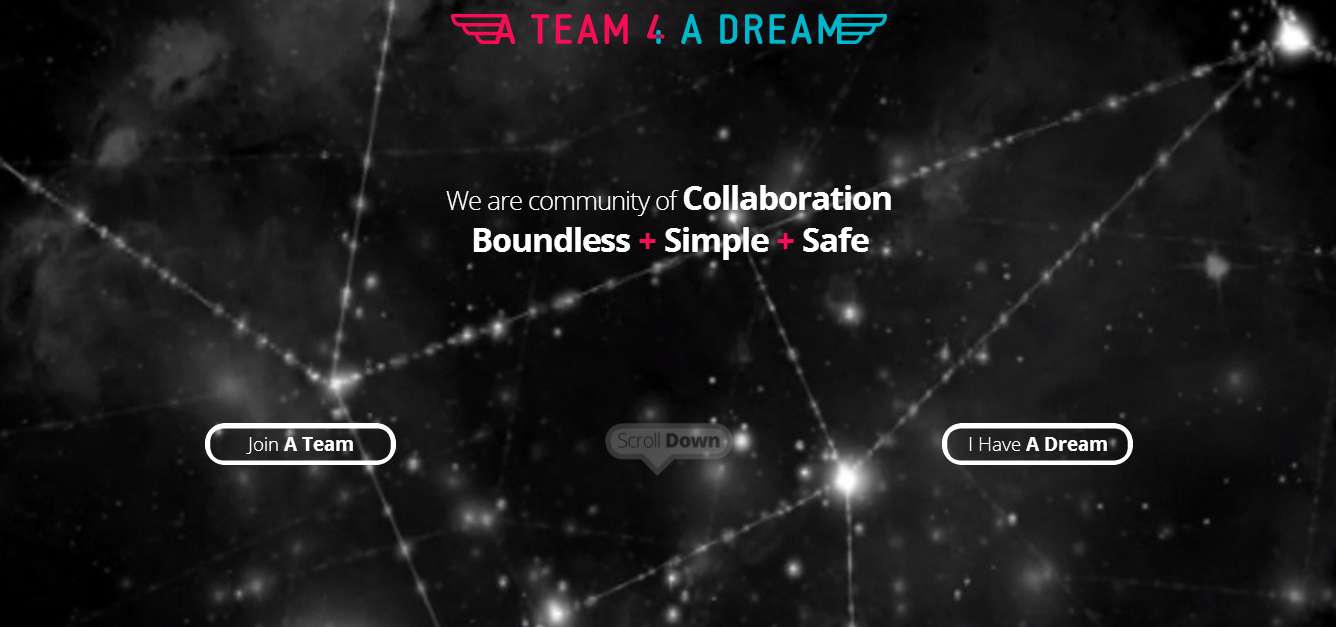 A TEAM 4 A DREAM
We are community of Collaboration
Boundless + Simple + Safe
Join A Team
Scroll Down
I Have A Dream